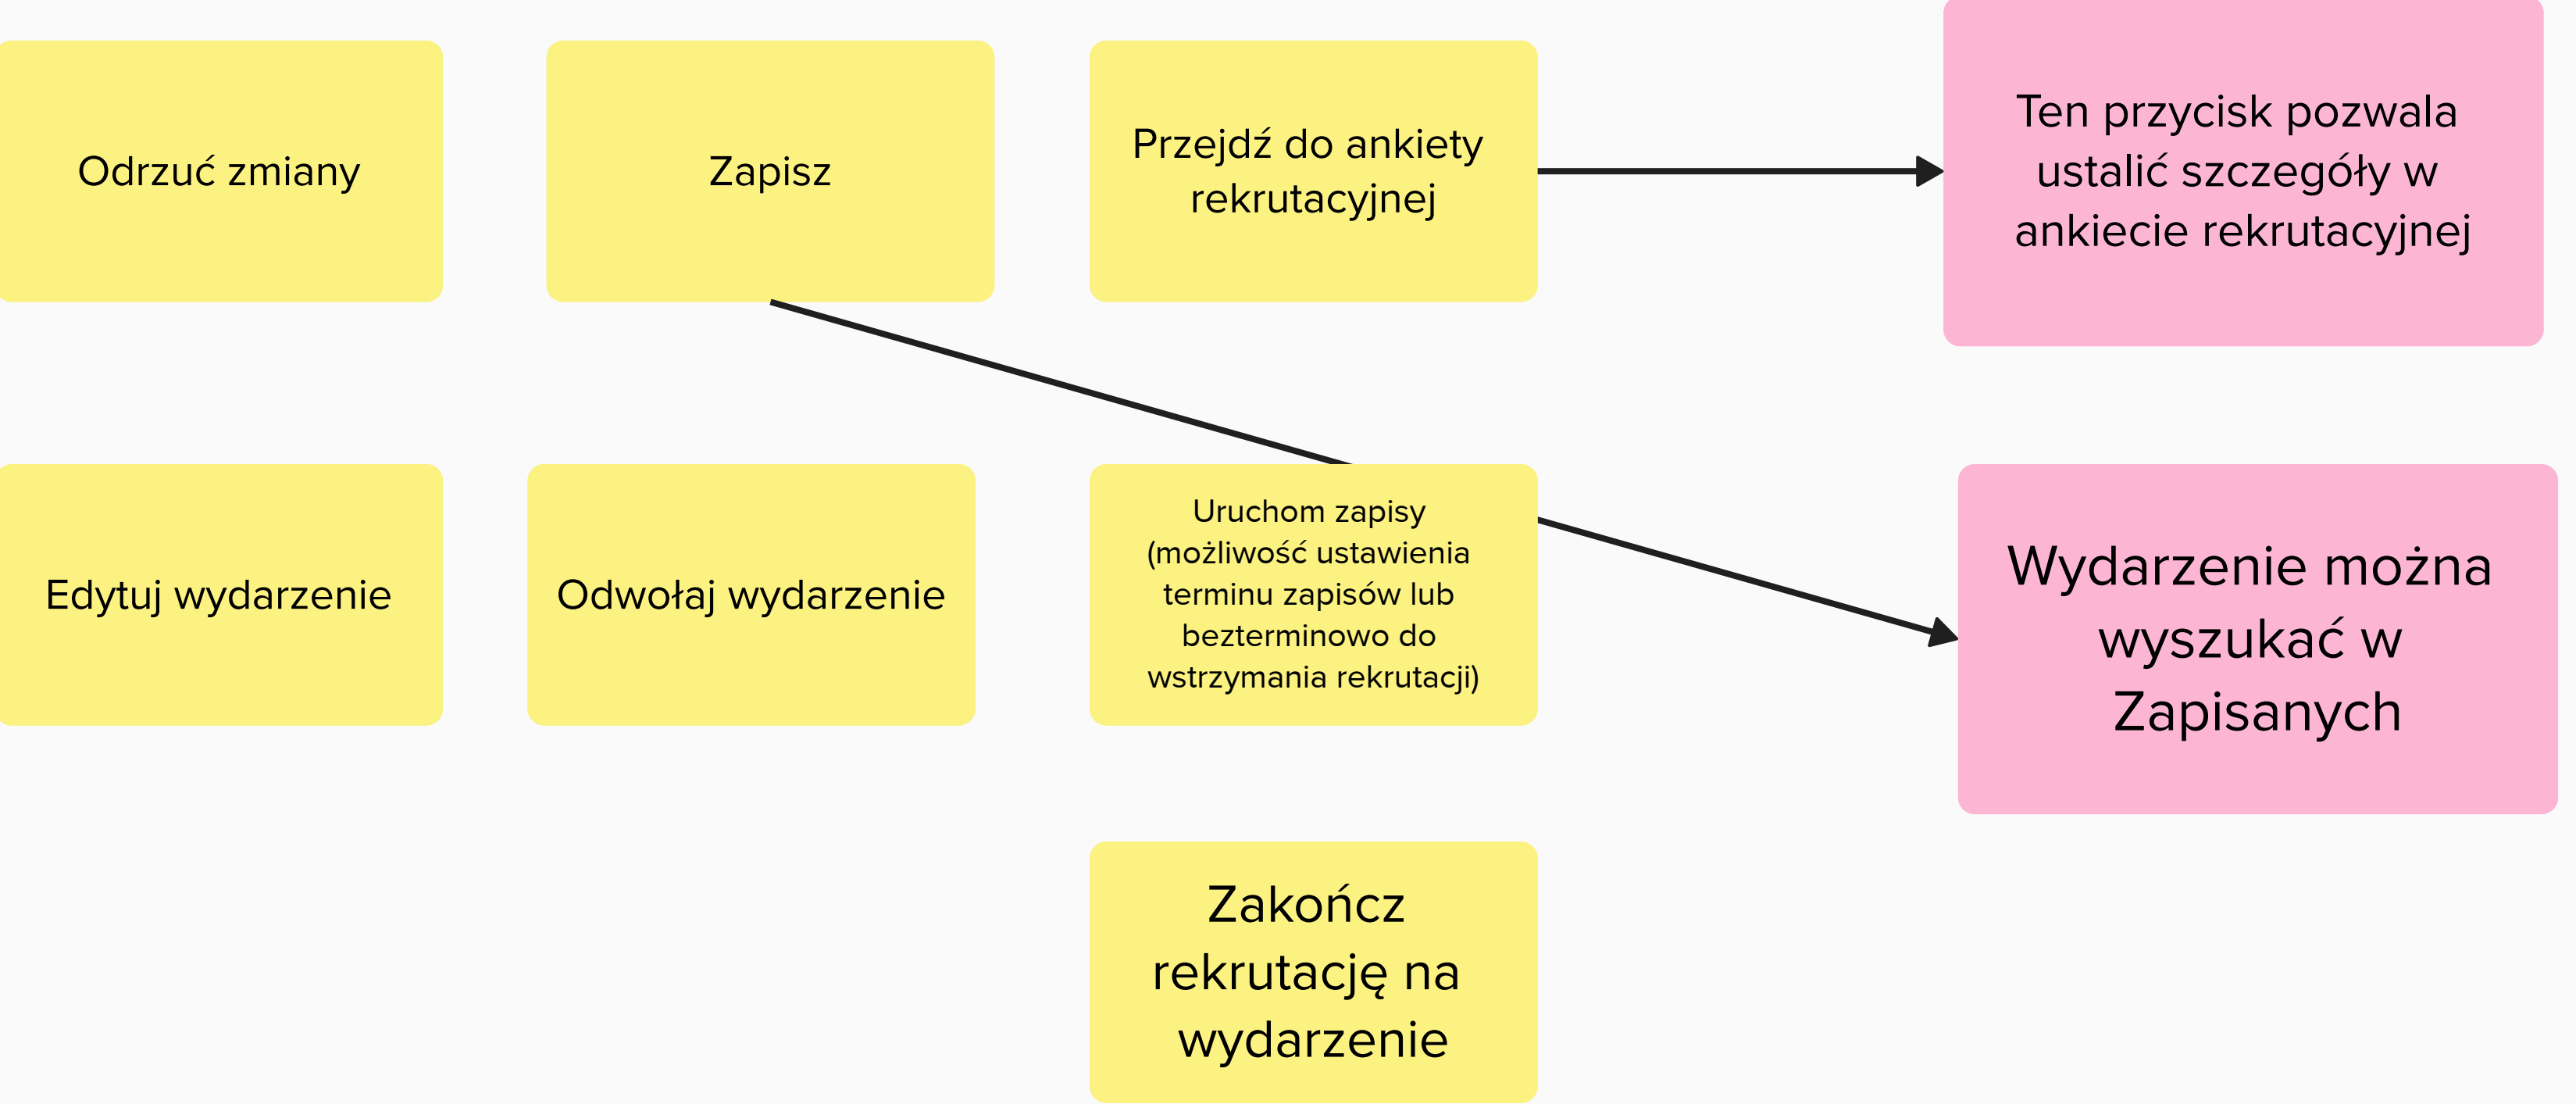 Odrzuć zmiany
Zapisz
Przejdź do ankiety
rekrutacyjnej
Ten przycisk pozwala
ustalić szczegóły w
ankiecie rekrutacyjnej
Edytuj wydarzenie
Odwołaj wydarzenie
Uruchom zapisy
(możliwość ustawienia
terminu zapisów lub
bezterminowo do
wstrzymania rekrutacji)
Wydarzenie można
wyszukać w
Zapisanych
Zakończ
rekrutację na
wydarzenie